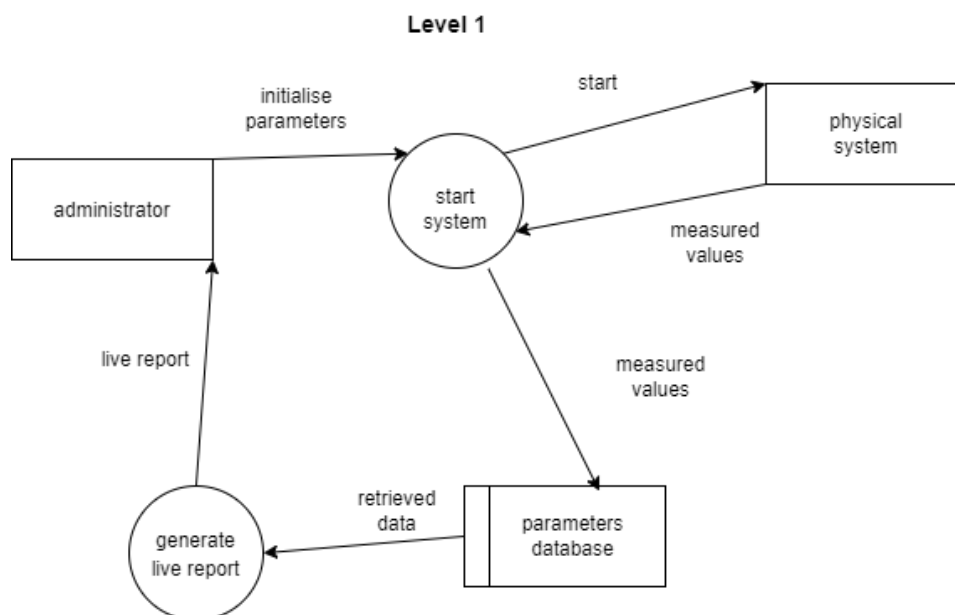 Level 1
initialise
parameters
start
physical
system
administrator
start
system
measured
values
live report
measured
values
retrieved
data
parameters
database
generate
live report